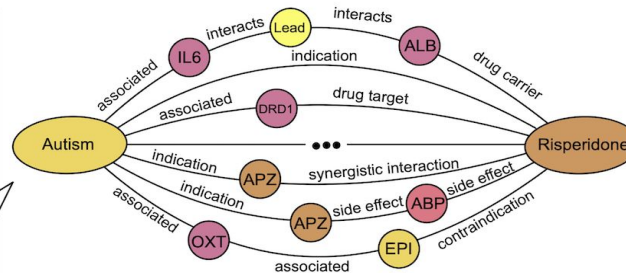 associated
IL6
interacts
Lead
interacts
ALB
drug carrier
indication
associated
DRD1
drug target
Autism
Risperidone
indication
APZ
synergistic interaction
indication
APZ
side effect
ABP
side effect
associated
OXT
associated
EPI
contraindication